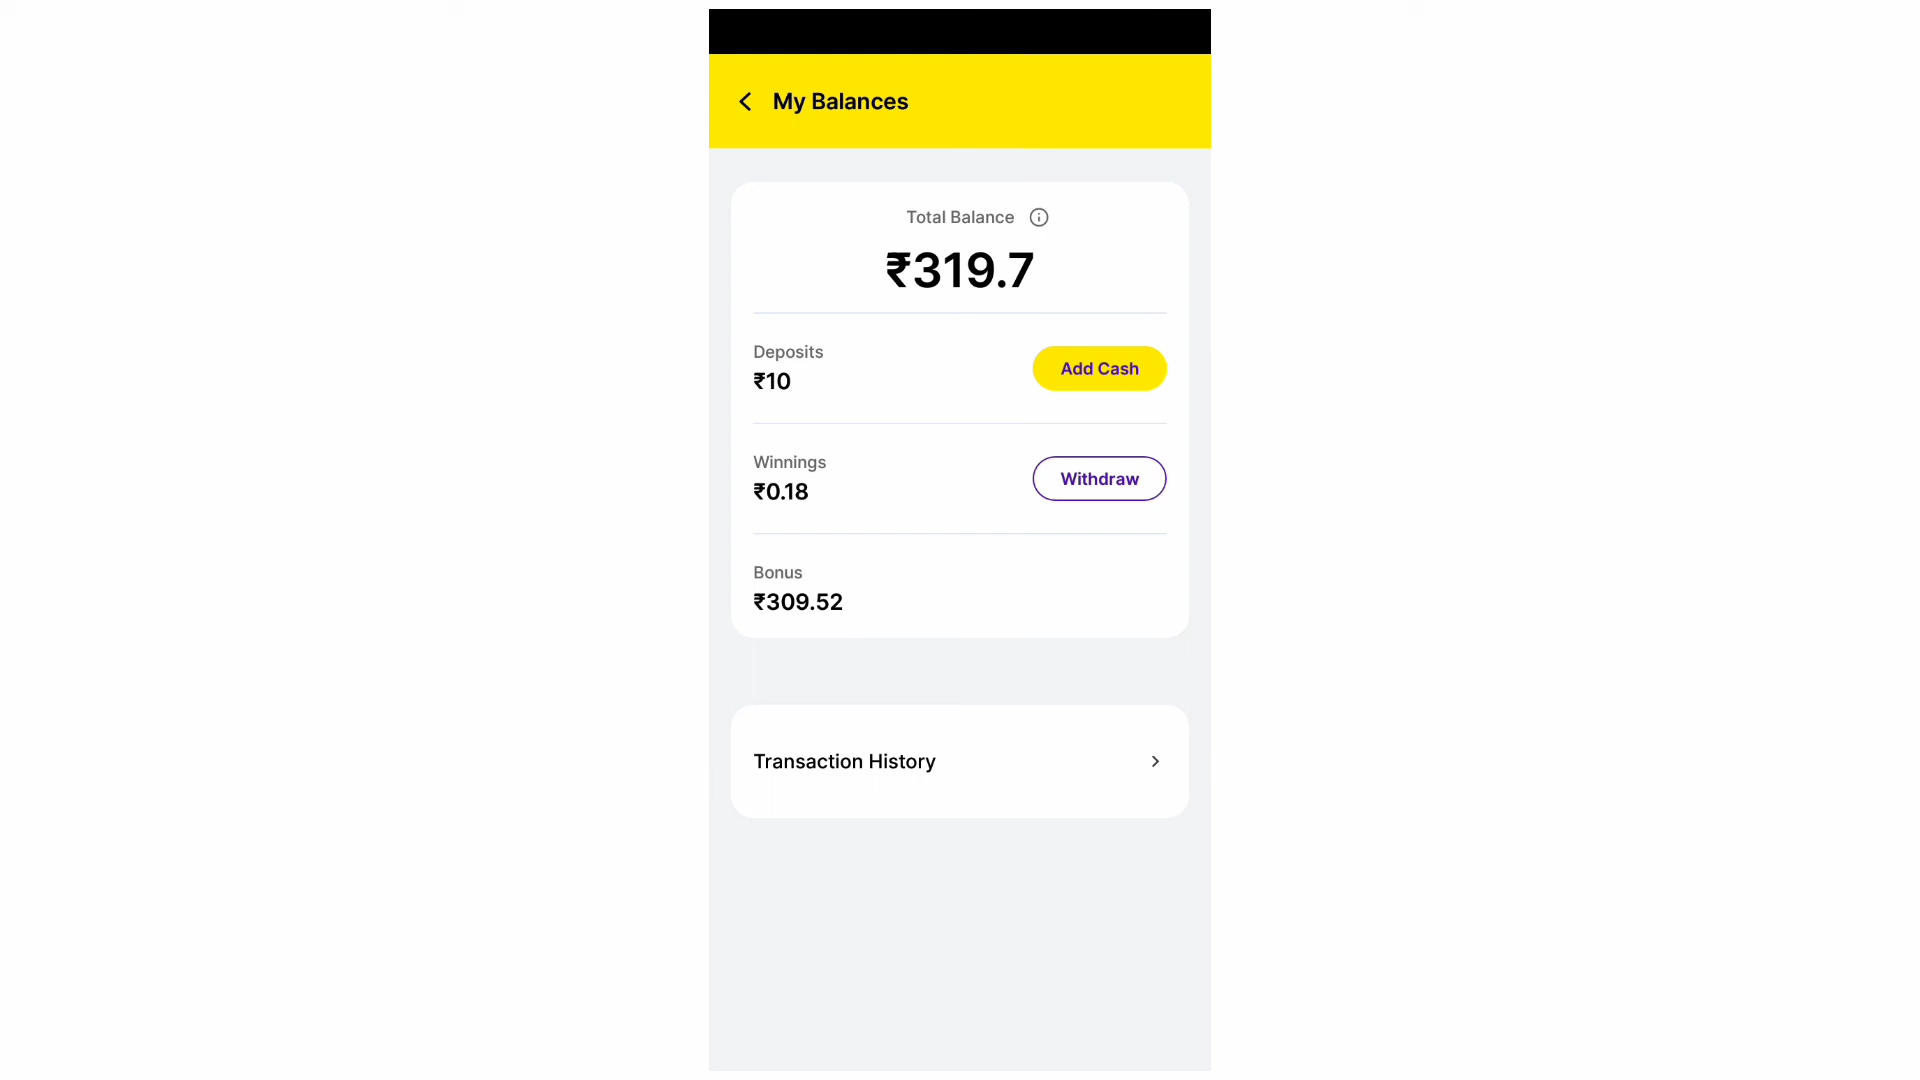 My Balances
Total Balance
₹319.7
Deposits
₹10
Add Cash
Winnings
₹0.18
Withdraw
Bonus
₹309.52
Transaction History